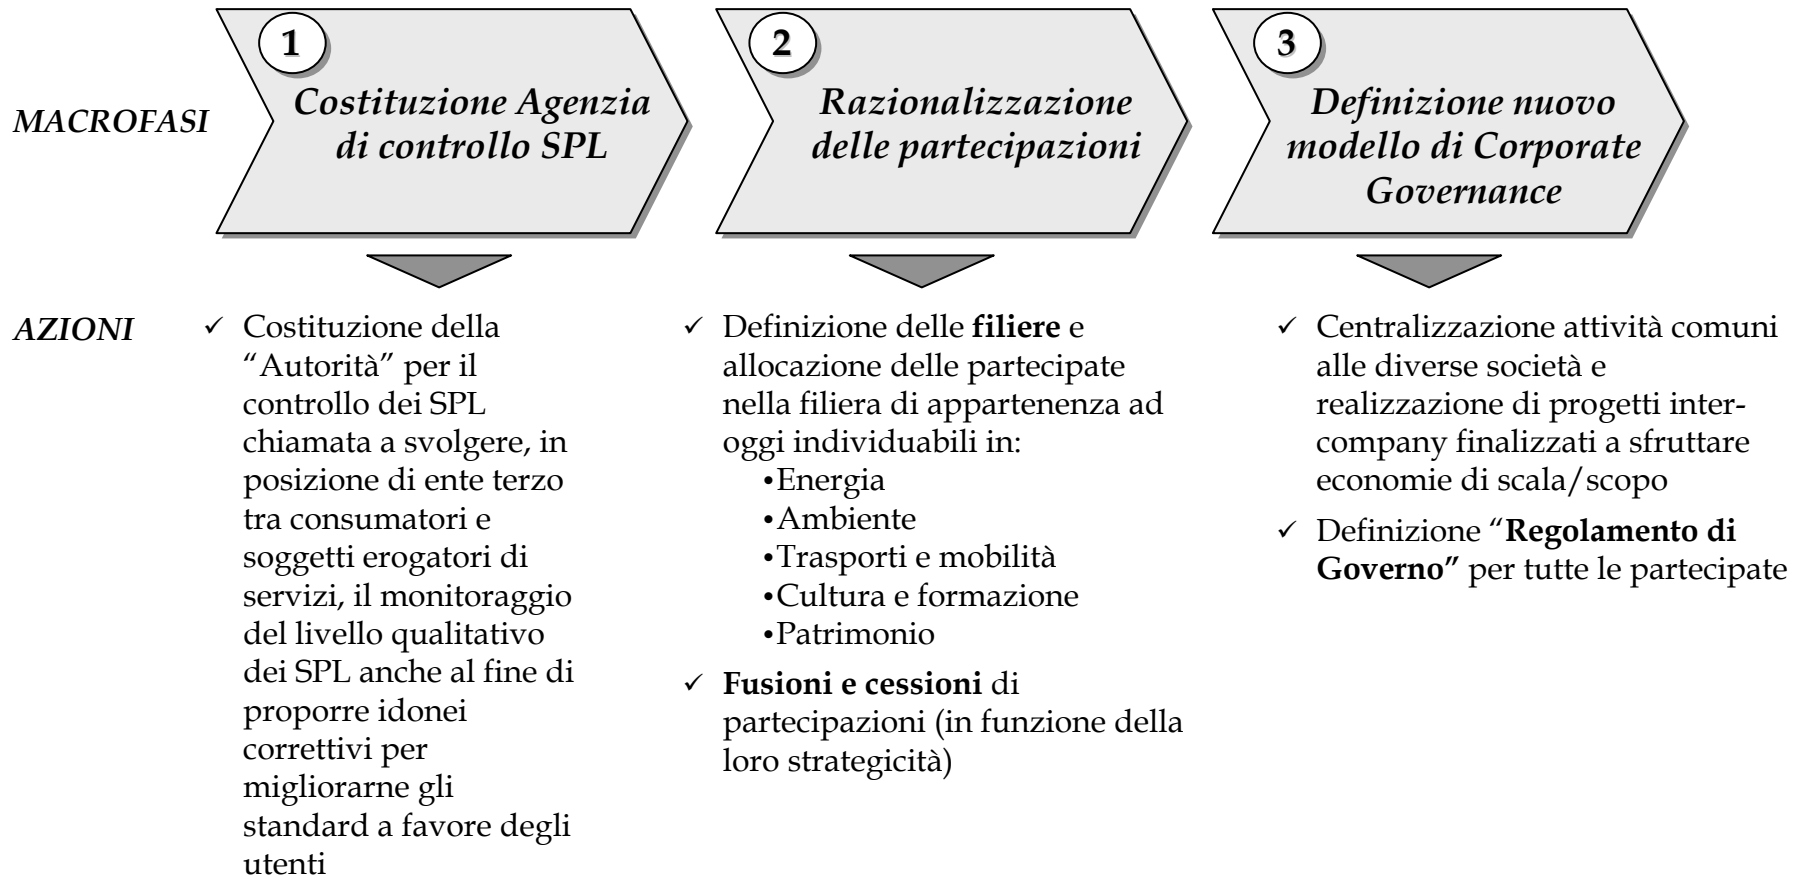 MACROFASI
1
Costituzione Agenzia
di controllo SPL
2
Razionalizzazione
delle partecipazioni
3
Definizione nuovo
modello di Corporate
Governance
AZIONI
✓ Costituzione della
“Autorità” per il
controllo dei SPL
chiamata a svolgere, in
posizione di ente terzo
tra consumatori e
soggetti erogatori di
servizi, il monitoraggio
del livello qualitativo
dei SPL anche al fine di
proporre idonei
correttivi per
migliorarne gli
standard a favore degli
utenti
✓ Definizione delle filiere e
allocazione delle partecipate
nella filiera di appartenenza ad
oggi individuabili in:
•Energia
•Ambiente
•Trasporti e mobilità
•Cultura e formazione
•Patrimonio
✓ Fusioni e cessioni di
partecipazioni (in funzione della
loro strategicità)
✓ Centralizzazione attività comuni
alle diverse società e
realizzazione di progetti inter-
company finalizzati a sfruttare
economie di scala/scopo
✓ Definizione “Regolamento di
Governo” per tutte le partecipate